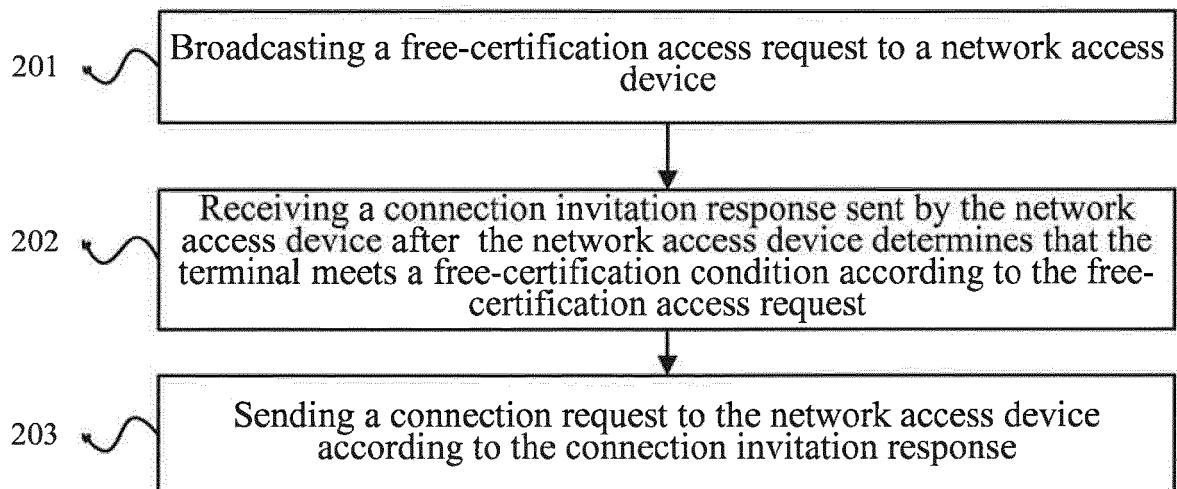 201
Broadcasting a free-certification access request to a network access
device
202
Receiving a connection invitation response sent by the network
access device after the network access device determines that the
terminal meets a free-certification condition according to the free-
certification access request
203
Sending a connection request to the network access device
according to the connection invitation response